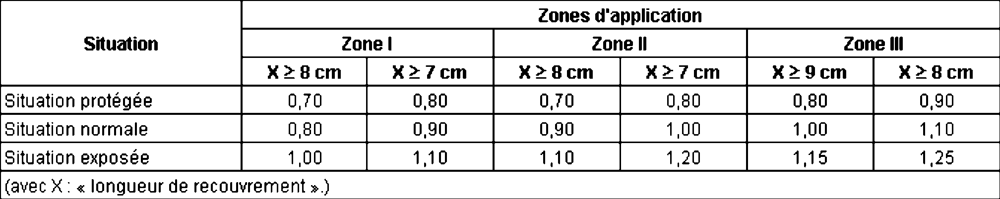 Zones d'application
Situation
Zone I Zone II Zone III
X ≥ 8 cm X ≥ 7 cm X ≥ 8 cm X ≥ 7 cm X ≥ 9 cm X ≥ 8 cm
Situation protégée 0,70 0,80 0,70 0,80 0,80 0,90
Situation normale 0,80 0,90 0,90 1,00 1,00 1,10
Situation exposée 1,00 1,10 1,10 1,20 1,15 1,25
(avec X : « longueur de recouvrement ».)